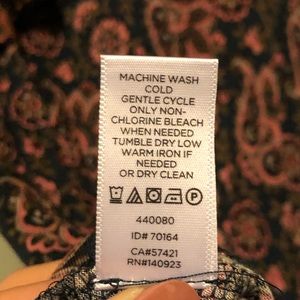 MACHINE WASH
COLD
GENTLE CYCLE
ONLY NON-
CHLORINE BLEACH
WHEN NEEDED
TUMBLE DRY LOW
WARM IRON IF
NEEDED
OR DRY CLEAN
440080
ID# 70164
CA#57421
RN#140923